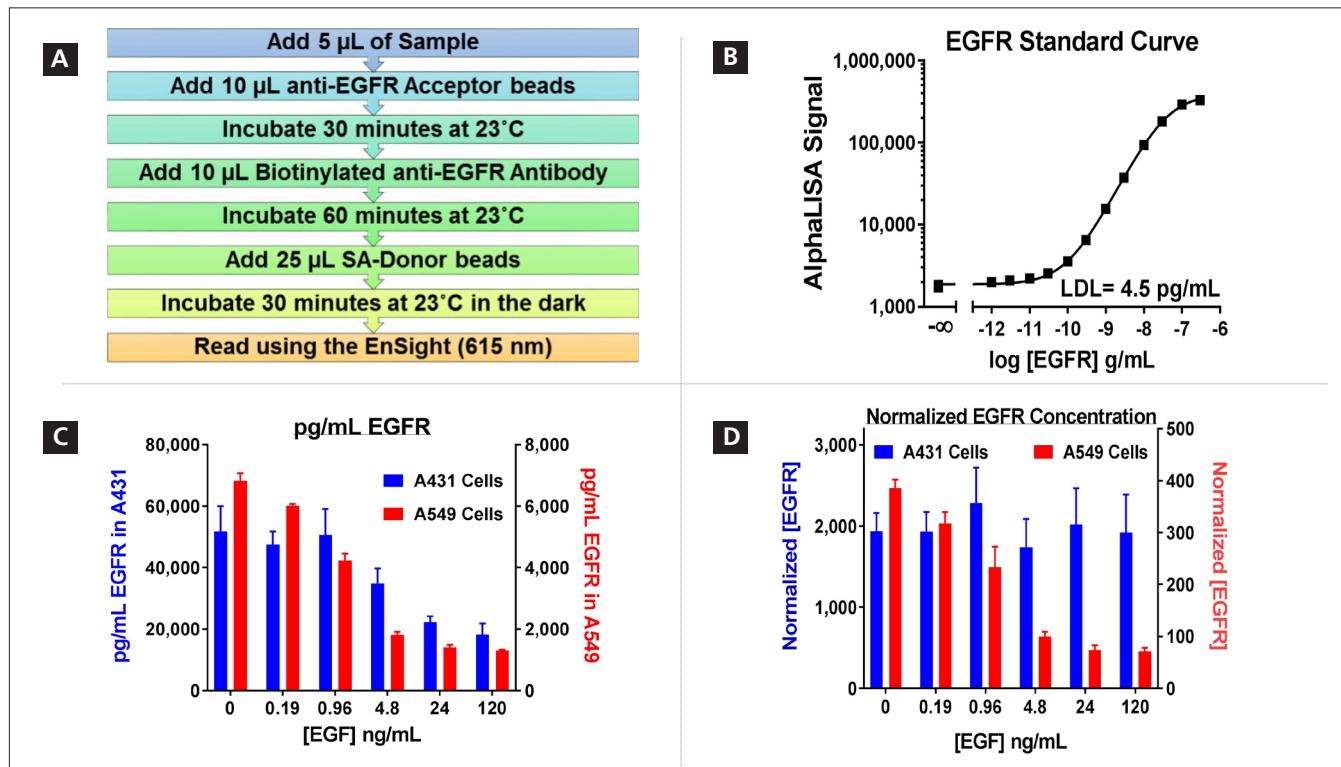 A
Add 5 µL of Sample
Add 10 µL anti-EGFR Acceptor beads
Incubate 30 minutes at 23˚C
Add 10 µL Biotinylated anti-EGFR Antibody
Incubate 60 minutes at 23˚C
Add 25 µL SA-Donor beads
Incubate 30 minutes at 23˚C in the dark
Read using the EnSight (615 nm)
B
EGFR Standard Curve
AlphaLISA Signal
1,000,000
100,000
10,000
1,000
LDL= 4.5 pg/mL
-∞ -12 -11 -10 -9 -8 -7 -6
log [EGFR] g/mL
C
pg/mL EGFR
pg/mL EGFR in A431
80,000
60,000
40,000
20,000
0
A431 Cells
A549 Cells
8,000
6,000
4,000
2,000
0
pg/mL EGFR in A549
0 0.19 0.96 4.8 24 120
[EGF] ng/mL
D
Normalized EGFR Concentration
Normalized [EGFR]
3,000
2,000
1,000
0
A431 Cells A549 Cells
500
400
300
200
100
0
Normalized [EGFR]
0 0.19 0.96 4.8 24 120
[EGF] ng/mL